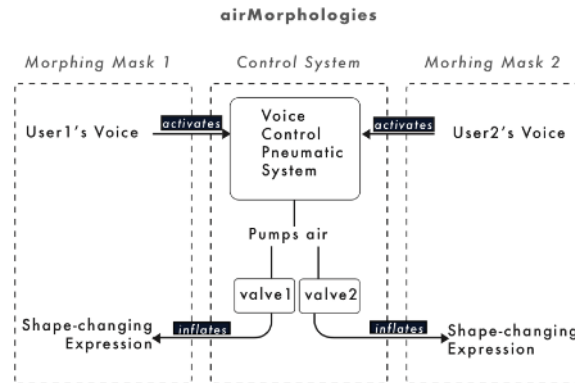 airMorphologies
Morphing Mask 1
Control System
Morhing Mask 2
User1's Voice
activates
Voice
Control
Pneumatic
System
activates
User2's Voice
Pumps air
valve1
valve2
Shape-changing
Expression
inflates
inflates
Shape-changing
Expression